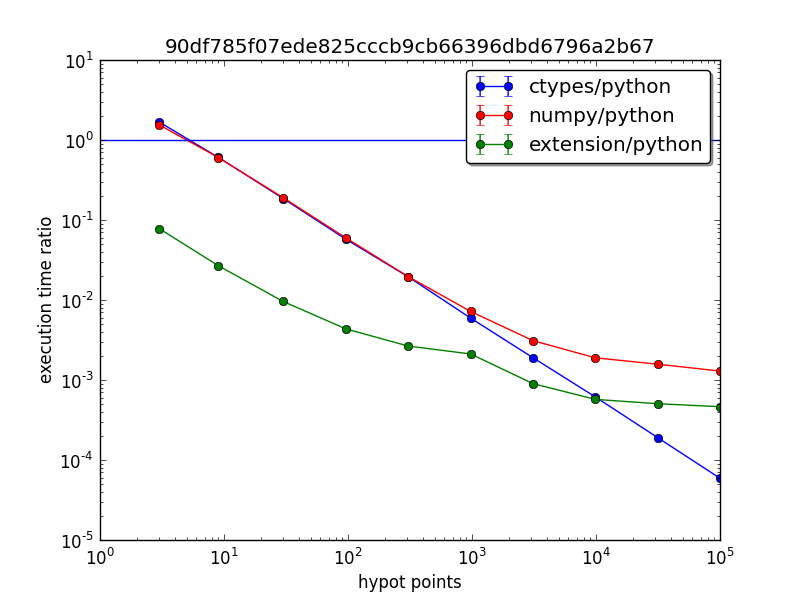 90df785f07ede825cccb9cb66396dbd6796a2b67
10^1
10^0
10^-1
10^-2
10^-3
10^-4
10^-5
execution time ratio
ctypes/python
numpy/python
extension/python
10^0 10^1 10^2 10^3 10^4 10^5
hypot points